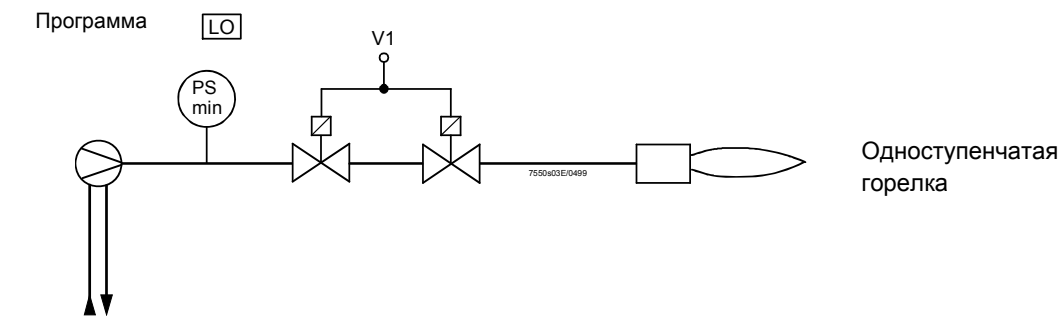 Программа
LO
V1
PS
min
7550s03E/0499
Одноступенчатая
горелка